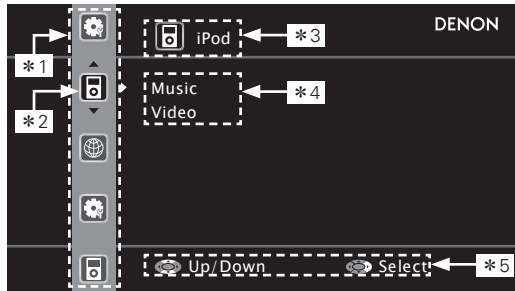 DENON
iPod
*3
*1
Music
*4
Video
*2
Up/Down Select
*5